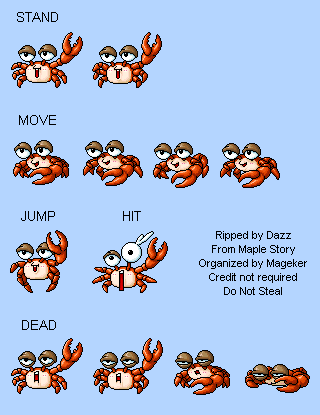 STAND
MOVE
JUMP HIT
Ripped by Dazz
From Maple Story
Organized by Mageker
Credit not required
Do Not Steal
DEAD